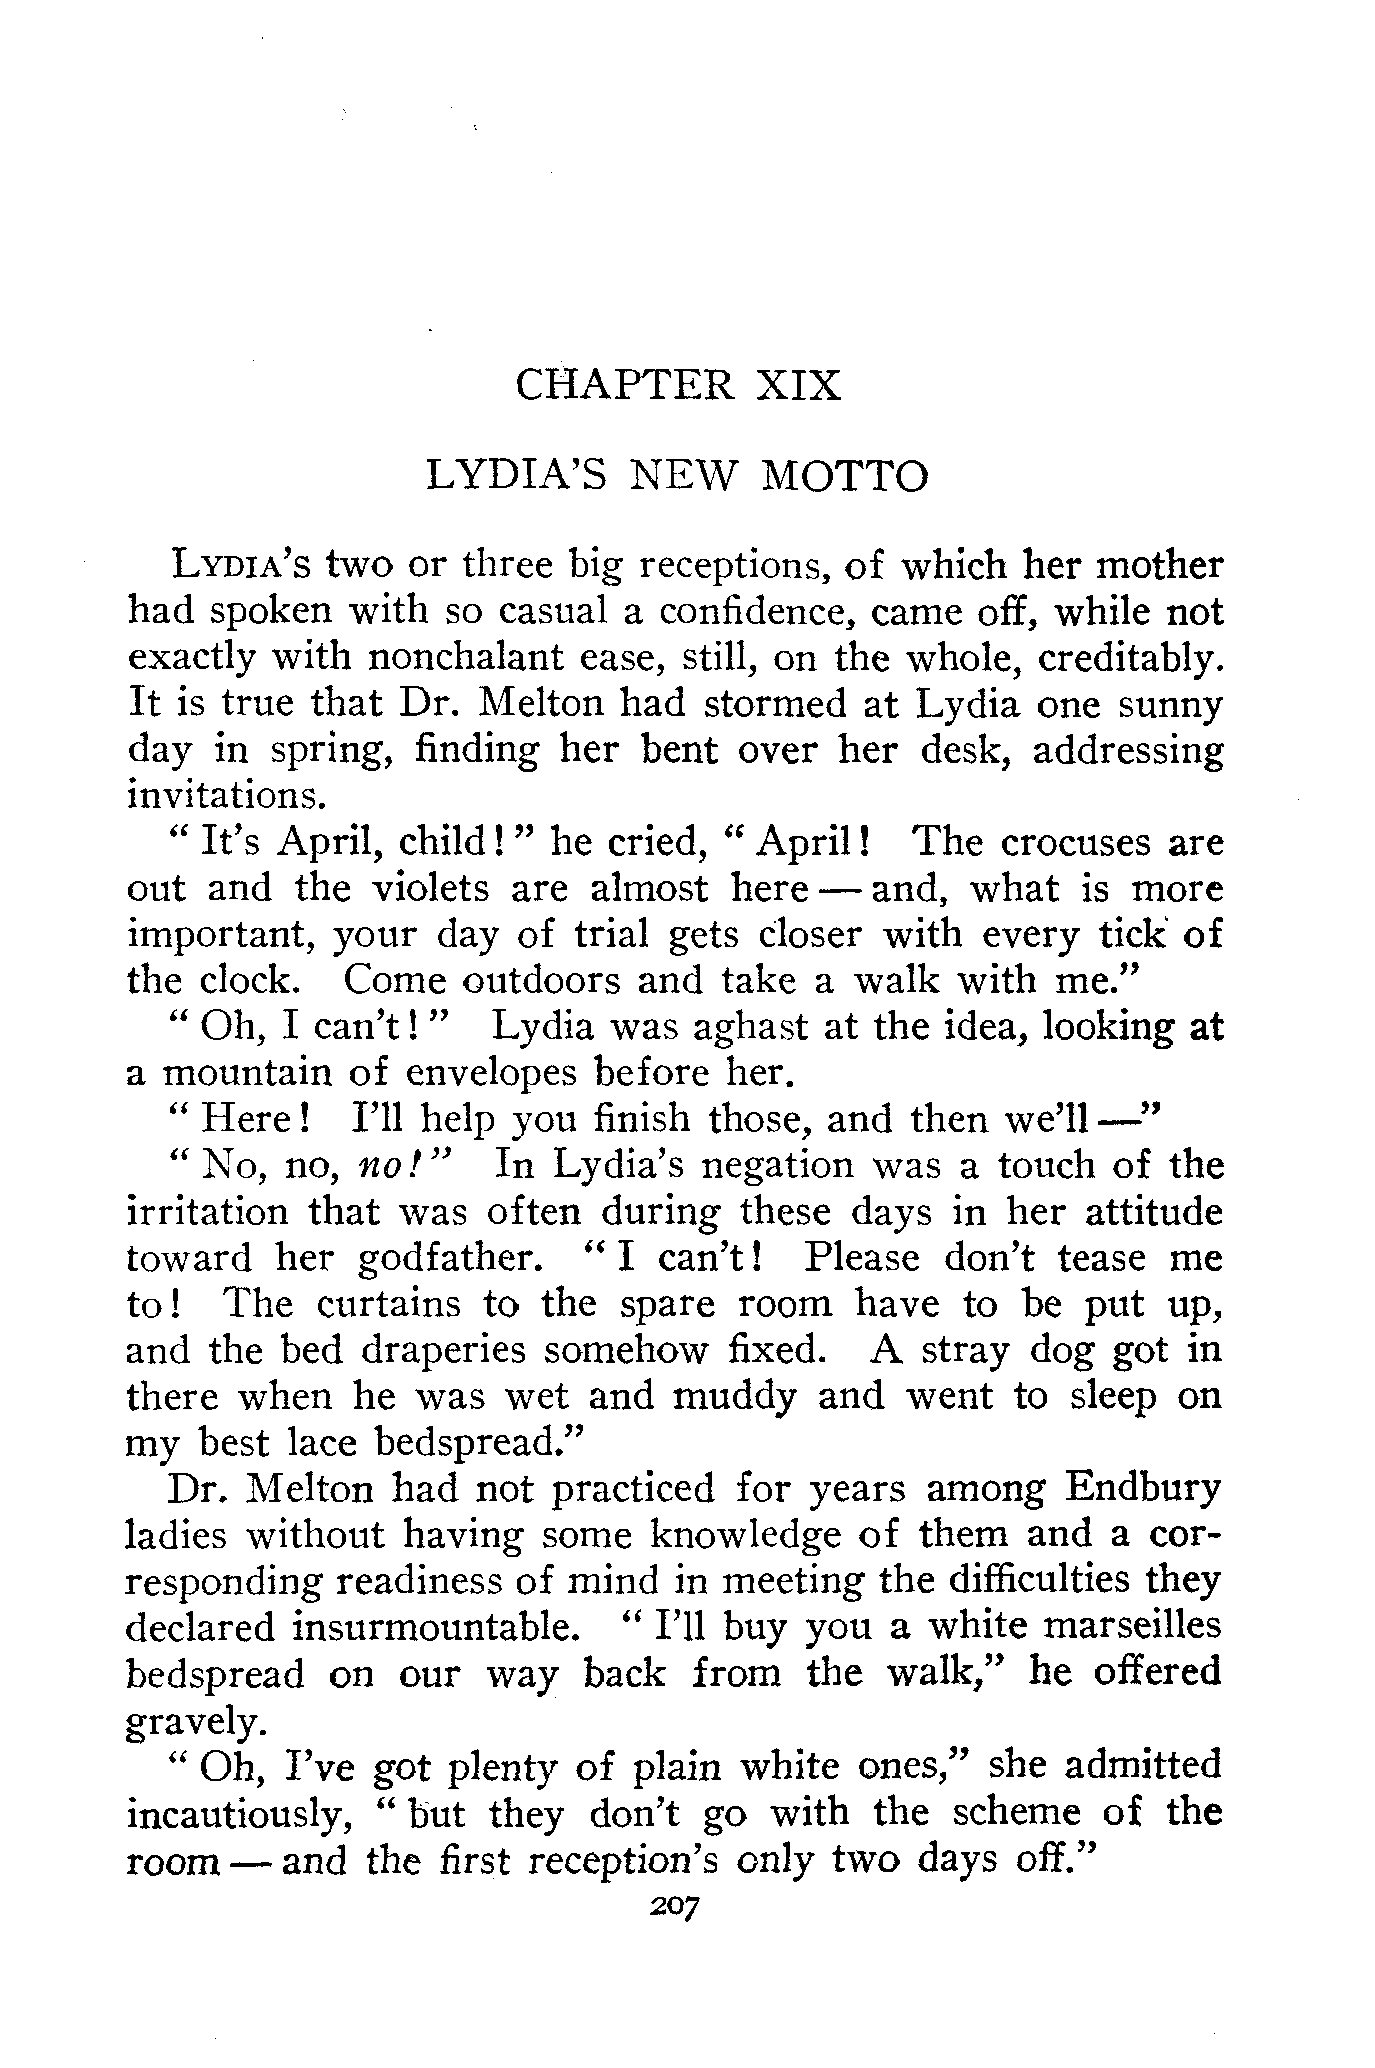 CHAPTER XIX
LYDIA'S NEW MOTTO
LYDIA'S two or three big receptions, of which her mother
had spoken with so casual a confidence, came off, while not
exactly with nonchalant ease, still, on the whole, creditably.
It is true that Dr. Melton had stormed at Lydia one sunny
day in spring, finding her bent over her desk, addressing
invitations.
" It's April, child! " he cried, " April! The crocuses are
out and the violets are almost here — and, what is more
important, your day of trial gets closer with every tick of
the clock. Come outdoors and take a walk with me."
" Oh, I can't! " Lydia was aghast at the idea, looking at
a mountain of envelopes before her.
" Here! I'll help you finish those, and then we'll —"
" No, no, no! " In Lydia's negation was a touch of the
irritation that was often during these days in her attitude
toward her godfather. " I can't! Please don't tease me
to! The curtains to the spare room have to be put up,
and the bed draperies somehow fixed. A stray dog got in
there when he was wet and muddy and went to sleep on
my best lace bedspread."
Dr. Melton had not practiced for years among Endbury
ladies without having some knowledge of them and a cor-
responding readiness of mind in meeting the difficulties they
declared insurmountable. " I'll buy you a white marseilles
bedspread on our way back from the walk," he offered
gravely.
" Oh, I've got plenty of plain white ones," she admitted
incautiously, " but they don't go with the scheme of the
room — and the first reception's only two days off."
207